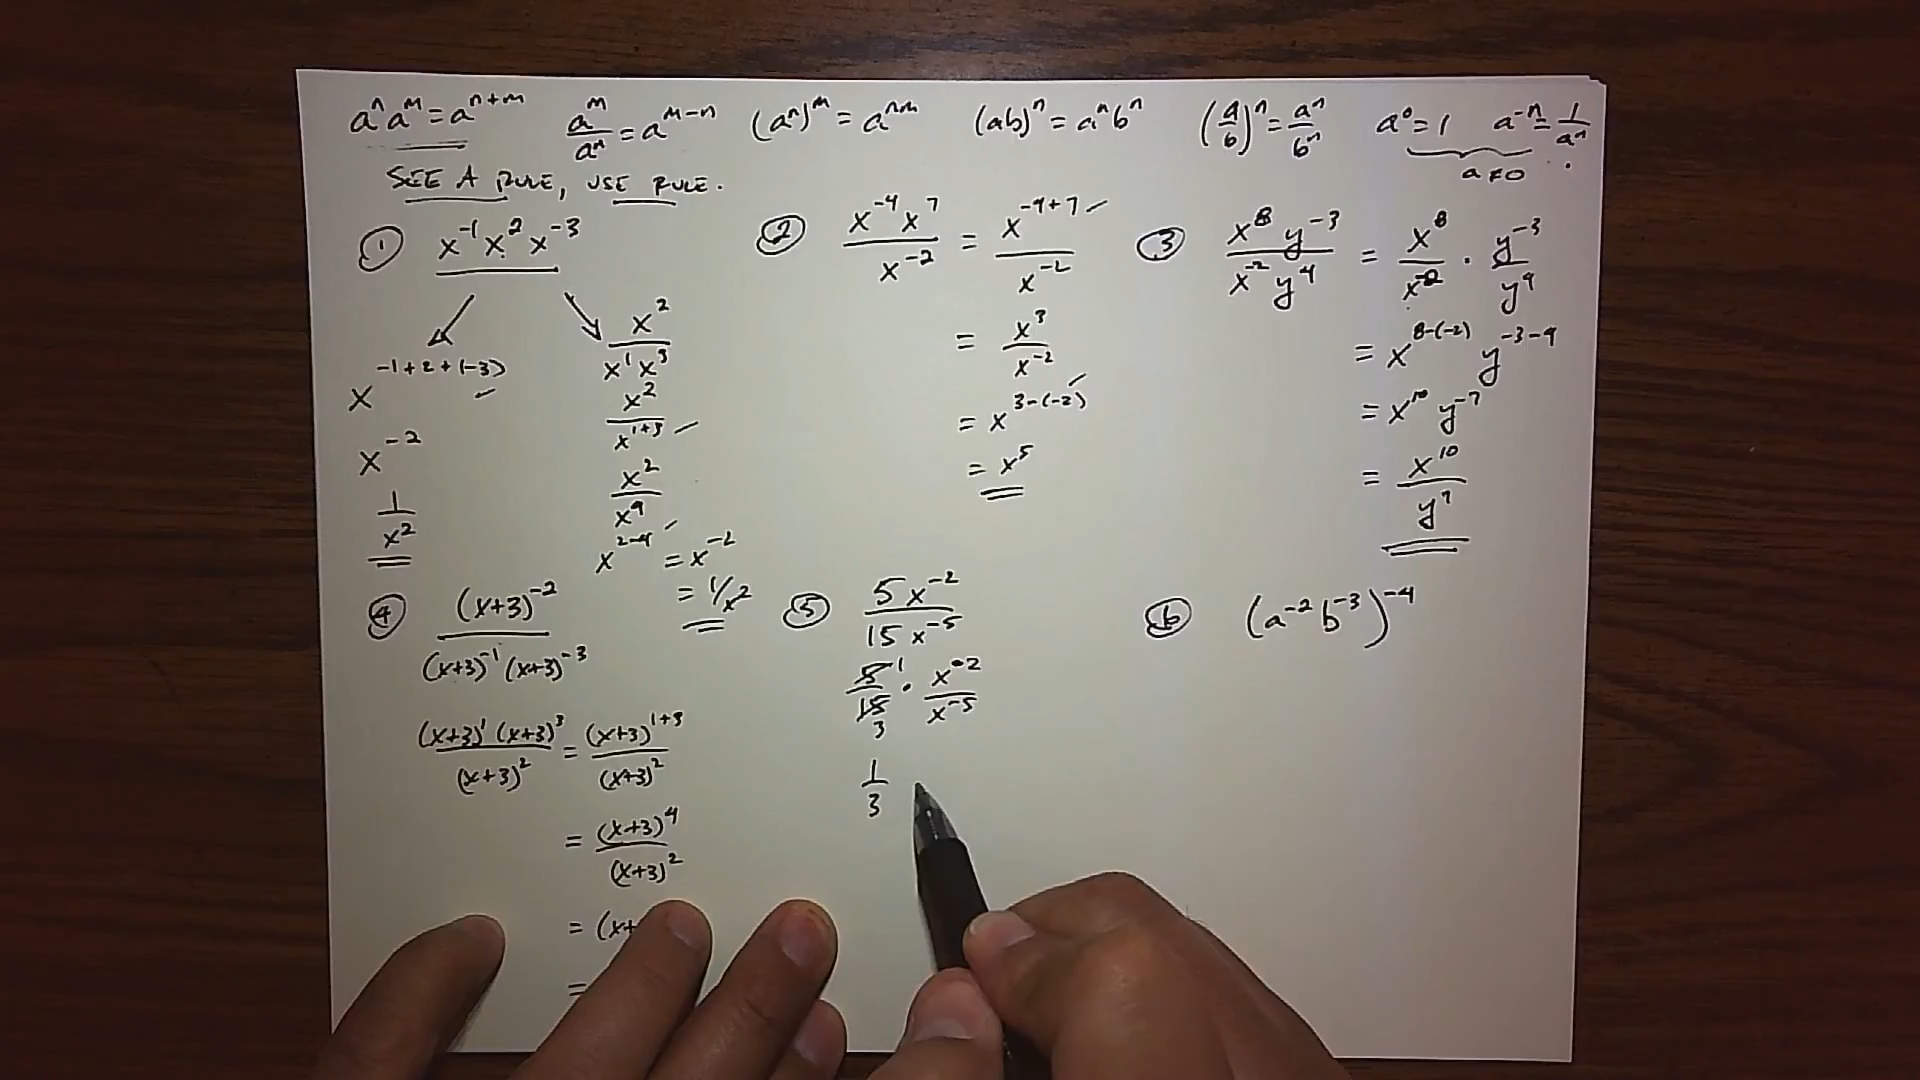 aⁿaᵐ = aⁿ⁺ᵐ   aᵐ/aⁿ = aᵐ⁻ⁿ   (aⁿ)ᵐ = aⁿᵐ   (ab)ⁿ = aⁿbⁿ   (a/b)ⁿ = aⁿ/bⁿ   a⁰ = 1   a⁻ⁿ = 1/aⁿ
a≠0
SEE A RULE, USE RULE.
① x⁻¹x²x⁻³
x⁻¹⁺²⁺⁽⁻³⁾
x⁻²
1/x²
x²/(x¹x³)
x²/x¹⁺³
x²/x⁴
x²⁻⁴ = x⁻²
= 1/x²
② x⁻⁴x⁷/x⁻² = x⁻⁴⁺⁷/x⁻²
= x³/x⁻²
= x³⁻⁽⁻²⁾
= x⁵
③ x⁸y⁻³/(x⁻²y⁴) = x⁸/x⁻² · y⁻³/y⁴
= x⁸⁻⁽⁻²⁾ y⁻³⁻⁴
= x¹⁰y⁻⁷
= x¹⁰/y⁷
④ (x+3)⁻²/((x+3)⁻¹(x+3)⁻³)
(x+3)¹(x+3)³/(x+3)² = (x+3)¹⁺³/(x+3)²
= (x+3)⁴/(x+3)²
= (x+
=
⑤ 5x⁻²/(15x⁻⁵)
5 1/15 3 · x⁻²/x⁻⁵
1/3
⑥ (a⁻²b⁻³)⁻⁴